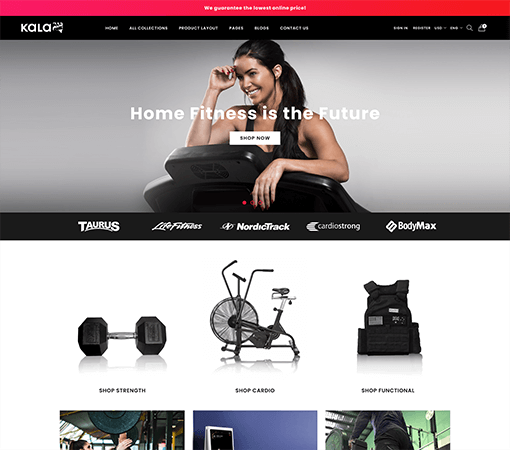 We guarantee the lowest online price!
KALA
HOME ALL COLLECTIONS PRODUCT LAYOUT PAGES BLOGS CONTACT US
SIGN IN REGISTER USD ENG 0
Home Fitness is the Future
SHOP NOW
TAURUS LifeFitness NordicTrack cardiostrong BodyMax
SHOP STRENGTH SHOP CARDIO SHOP FUNCTIONAL